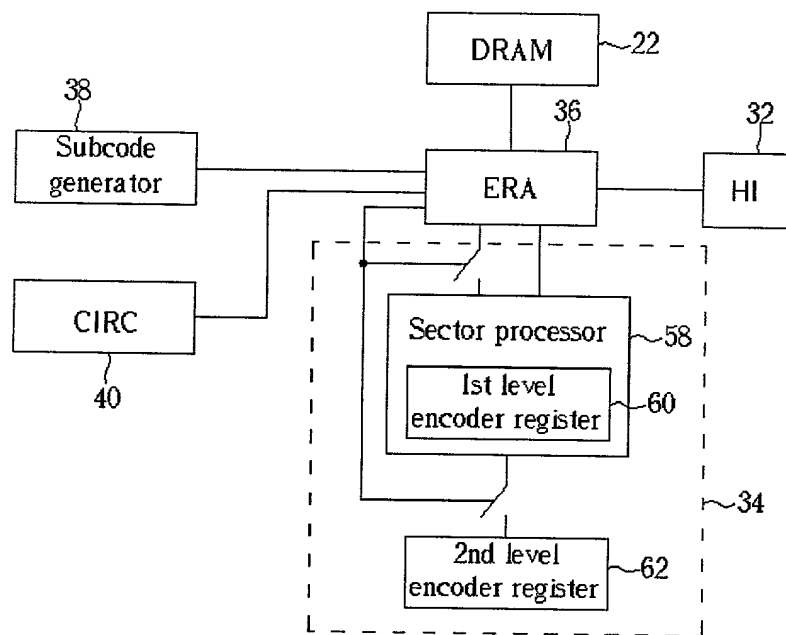 DRAM
22
38
Subcode
generator
36
ERA
32
HI
CIRC
40
Sector processor
58
1st level
encoder register
60
34
2nd level
encoder register
62